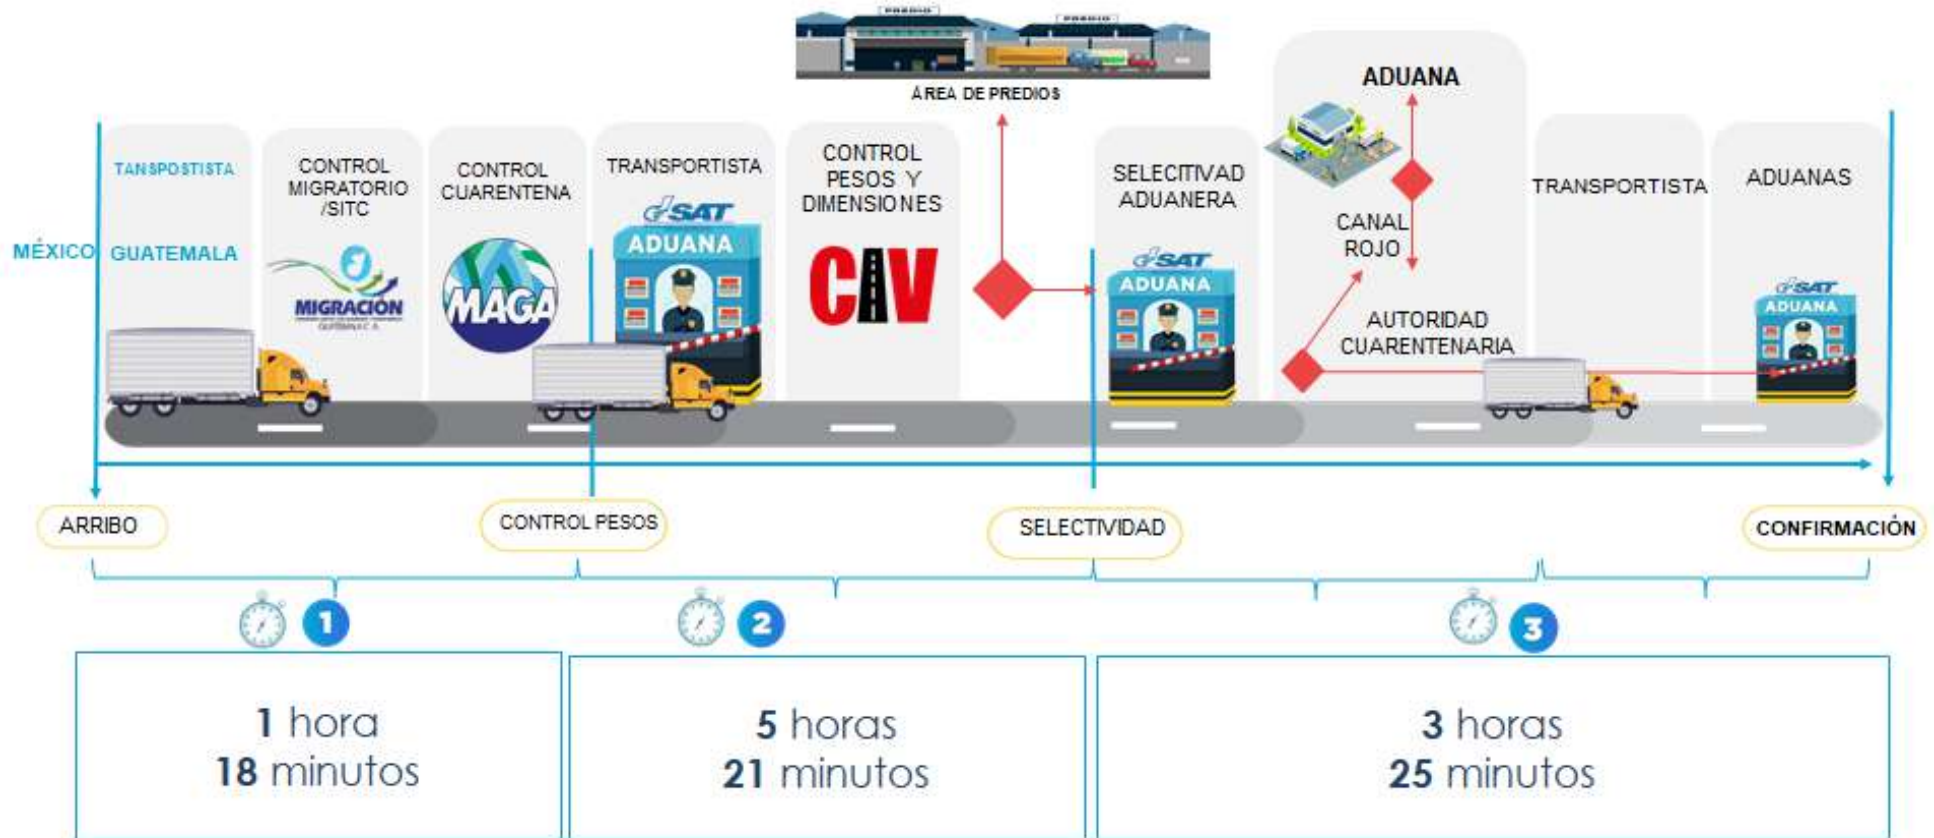 PREDIO
PREDIO
ÁREA DE PREDIOS
ADUANA
TANSPOSTISTA
CONTROL
MIGRATORIO
/SITC
CONTROL
CUARENTENA
TRANSPORTISTA
CONTROL
PESOS Y
DIMENSIONES
SELECITIVAD
ADUANERA
TRANSPORTISTA
ADUANAS
MÉXICO
GUATEMALA
MIGRACIÓN
MAGA
SAT
ADUANA
CIV
SAT
ADUANA
CANAL
ROJO
AUTORIDAD
CUARENTENARIA
SAT
ADUANA
ARRIBO
CONTROL PESOS
SELECTIVIDAD
CONFIRMACIÓN
1
2
3
1 hora
18 minutos
5 horas
21 minutos
3 horas
25 minutos